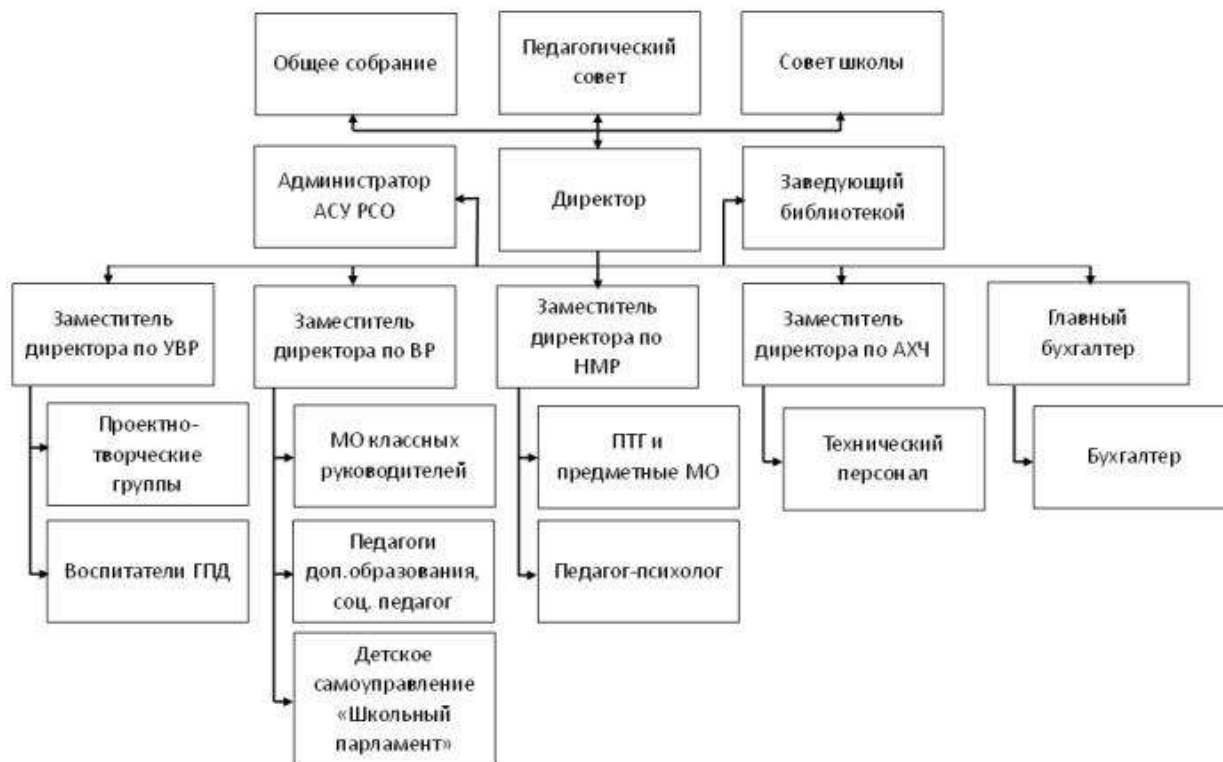 Общее собрание
Педагогический
совет
Совет школы
Администратор
АСУ РСО
Директор
Заведующий
библиотекой
Заместитель
директора по УВР
Заместитель
директора по ВР
Заместитель
директора по
НМР
Заместитель
директора по АХЧ
Главный
бухгалтер
Проектно-
творческие
группы
МО классных
руководителей
ПТГ и
предметные МО
Технический
персонал
Бухгалтер
Воспитатели ГПД
Педагоги
доп.образования,
соц. педагог
Педагог-психолог
Детское
самоуправление
«Школьный
парламент»